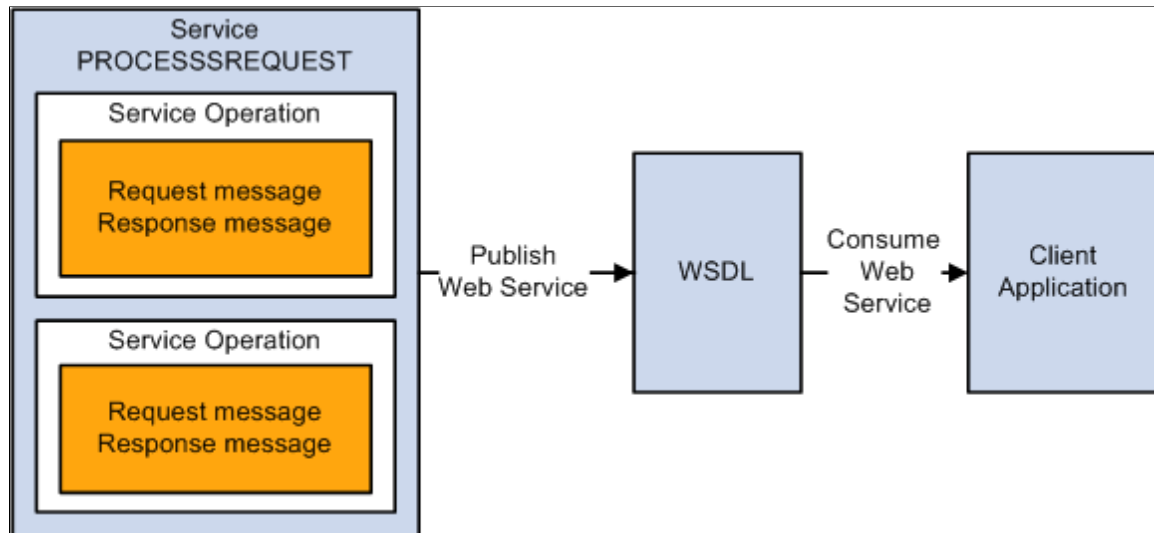 Service
PROCESSSREQUEST
Service Operation
Request message
Response message
Service Operation
Request message
Response message
Publish
Web Service
WSDL
Consume
Web
Service
Client
Application